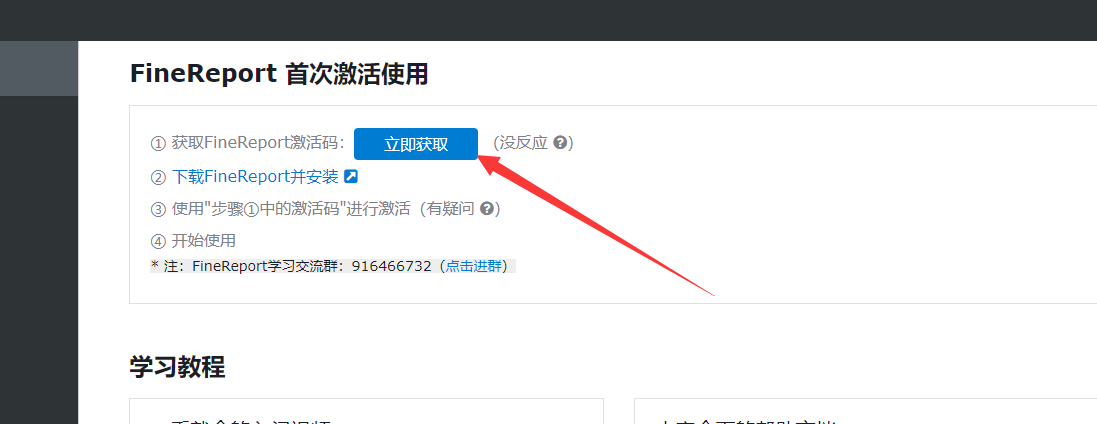 FineReport 首次激活使用
① 获取FineReport激活码： 立即获取 (没反应 ?)
② 下载FineReport并安装
③ 使用"步骤①中的激活码"进行激活（有疑问 ?)
④ 开始使用
* 注：FineReport学习交流群：916466732（点击进群）
学习教程